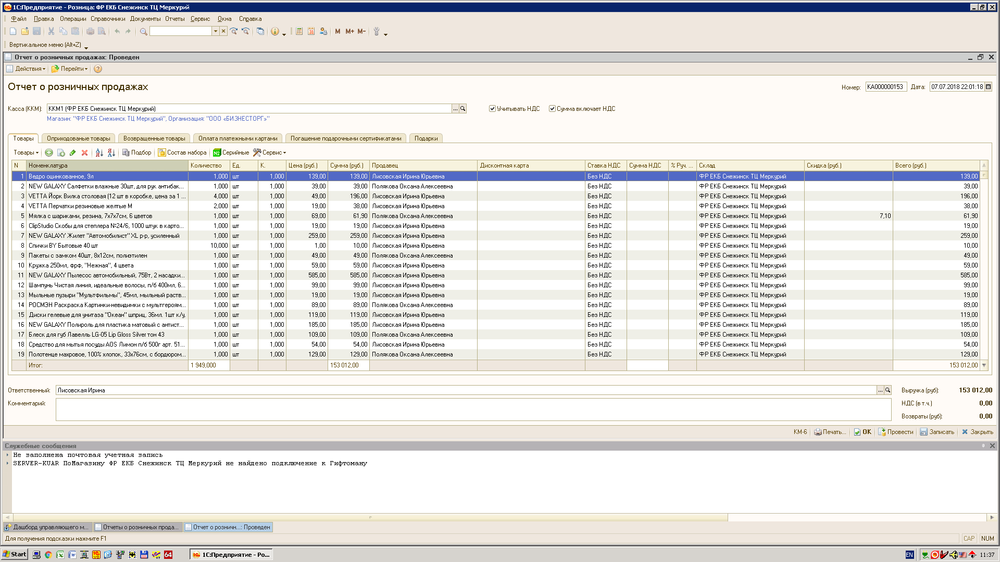 1С:Предприятие - Розница: ФР ЕКБ Снежинск ТЦ Меркурий
Файл Правка Операции Справочники Документы Отчеты Сервис Окна Справка
M M+ M-
Вертикальное меню (Alt+Z)
Отчет о розничных продажах: Проведен
Действия Перейти
Отчет о розничных продажах
Номер: КА000000153 Дата: 07.07.2018 22:01:18
Касса (ККМ): ККМ1 (ФР ЕКБ Снежинск ТЦ Меркурий) ... Учитывать НДС Сумма включает НДС
Магазин: "ФР ЕКБ Снежинск ТЦ Меркурий", Организация: "ООО «БИЗНЕСТОРГ»"
Товары Оприходованые товары Возвращенные товары Оплата платежными картами Погашение подарочными сертификатами Подарки
Товары Подбор Состав набора Серийные Сервис
N Номенклатура Количество Ед. К. Цена (руб.) Сумма (руб.) Продавец Дисконтная карта Ставка НДС Сумма НДС % Руч. ... Склад Скидка (руб.) Всего (руб.)
1 Ведро оцинкованное, 9л 1,000 шт 1,000 139,00 139,00 Лисовская Ирина Юрьевна Без НДС ФР ЕКБ Снежинск ТЦ Меркурий 139,00
2 NEW GALAXY Салфетки влажные 30шт, для рук антибак... 1,000 шт 1,000 39,00 39,00 Полякова Оксана Алексеевна Без НДС ФР ЕКБ Снежинск ТЦ Меркурий 39,00
3 VETTA Йорк Вилка столовая (12 шт в коробке, цена за 1 ... 4,000 шт 1,000 49,00 196,00 Лисовская Ирина Юрьевна Без НДС ФР ЕКБ Снежинск ТЦ Меркурий 196,00
4 VETTA Перчатки резиновые желтые M 2,000 шт 1,000 19,00 38,00 Лисовская Ирина Юрьевна Без НДС ФР ЕКБ Снежинск ТЦ Меркурий 38,00
5 Мялка с шариками, резина, 7х7х7см, 6 цветов 1,000 шт 1,000 69,00 61,90 Полякова Оксана Алексеевна Без НДС ФР ЕКБ Снежинск ТЦ Меркурий 7,10 61,90
6 ClipStudio Скобы для степлера №24/6, 1000 штук в карто... 1,000 шт 1,000 19,00 19,00 Лисовская Ирина Юрьевна Без НДС ФР ЕКБ Снежинск ТЦ Меркурий 19,00
7 NEW GALAXY Жилет "Автомобилист" XL р-р, усиленный 1,000 шт 1,000 259,00 259,00 Лисовская Ирина Юрьевна Без НДС ФР ЕКБ Снежинск ТЦ Меркурий 259,00
8 Спички BY Бытовые 40 шт 10,000 шт 1,000 1,00 10,00 Лисовская Ирина Юрьевна Без НДС ФР ЕКБ Снежинск ТЦ Меркурий 10,00
9 Пакеты с замком 40шт, 8х12см, полиэтилен 1,000 шт 1,000 49,00 49,00 Полякова Оксана Алексеевна Без НДС ФР ЕКБ Снежинск ТЦ Меркурий 49,00
10 Кружка 250мл, фрф, "Нежная", 4 цвета 1,000 шт 1,000 59,00 59,00 Лисовская Ирина Юрьевна Без НДС ФР ЕКБ Снежинск ТЦ Меркурий 59,00
11 NEW GALAXY Пылесос автомобильный, 75Вт, 2 насадки... 1,000 шт 1,000 585,00 585,00 Лисовская Ирина Юрьевна Без НДС ФР ЕКБ Снежинск ТЦ Меркурий 585,00
12 Шампунь Чистая линия, идеальные волосы, п/б 400мл, 6... 1,000 шт 1,000 99,00 99,00 Лисовская Ирина Юрьевна Без НДС ФР ЕКБ Снежинск ТЦ Меркурий 99,00
13 Мыльные пузыри "Мультфильмы", 45мл, мыльный раств... 1,000 шт 1,000 19,00 19,00 Лисовская Ирина Юрьевна Без НДС ФР ЕКБ Снежинск ТЦ Меркурий 19,00
14 РОСМЭН Раскраска Картинки-невидимки с мультгероям... 1,000 шт 1,000 89,00 89,00 Полякова Оксана Алексеевна Без НДС ФР ЕКБ Снежинск ТЦ Меркурий 89,00
15 Диски гелевые для унитаза "Океан" шприц, 36мл. 1шт к/у. 1,000 шт 1,000 119,00 119,00 Лисовская Ирина Юрьевна Без НДС ФР ЕКБ Снежинск ТЦ Меркурий 119,00
16 NEW GALAXY Полироль для пластика матовый с антист... 1,000 шт 1,000 185,00 185,00 Лисовская Ирина Юрьевна Без НДС ФР ЕКБ Снежинск ТЦ Меркурий 185,00
17 Блеск для губ Лавелль LG-05 Lip Gloss Silver тон 43 1,000 шт 1,000 109,00 109,00 Полякова Оксана Алексеевна Без НДС ФР ЕКБ Снежинск ТЦ Меркурий 109,00
18 Средство для мытья посуды AOS Лимон п/б 500г арт. 51... 1,000 шт 1,000 54,00 54,00 Лисовская Ирина Юрьевна Без НДС ФР ЕКБ Снежинск ТЦ Меркурий 54,00
19 Полотенце махровое, 100% хлопок, 33х76см, с бордюром... 1,000 шт 1,000 129,00 129,00 Полякова Оксана Алексеевна Без НДС ФР ЕКБ Снежинск ТЦ Меркурий 129,00
Итог: 1 949,000 153 012,00 153 012,00
Ответственный: Лисовская Ирина ... Выручка (руб): 153 012,00
Комментарий: НДС (в т.ч.) 0,00
Возвраты (руб): 0,00
КМ-6 Печать... OK Провести Записать Закрыть
Служебные сообщения
Не заполнена почтовая учетная запись
SERVER-KUAR ПоМагазину ФР ЕКБ Снежинск ТЦ Меркурий не найдено подключение к Гифтоману
Дашборд управляющего м... Отчеты о розничных прода... Отчет о розничн...: Проведен
Для получения подсказки нажмите F1 CAP NUM
Start 64 1С:Предприятие - Ро... EN 11:37